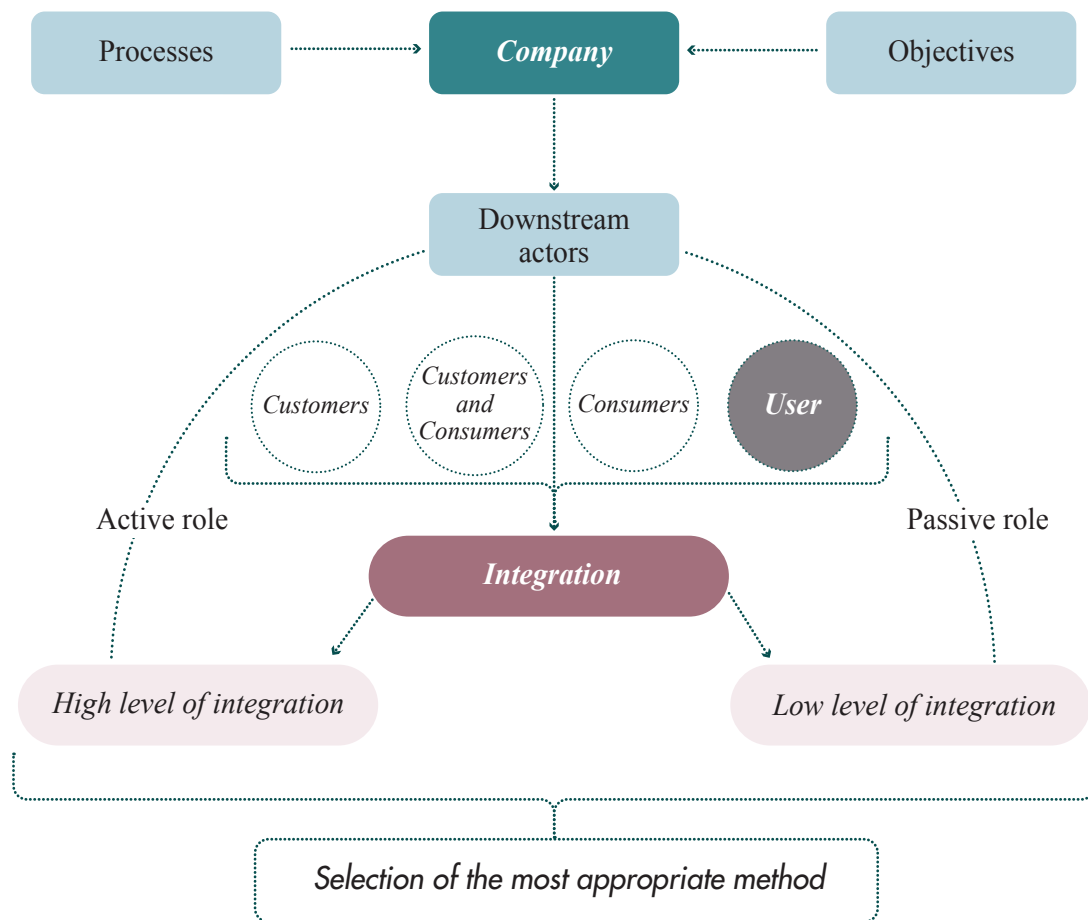 Processes
Company
Objectives
Downstream
actors
Customers
Customers
and
Consumers
Consumers
User
Active role
Passive role
Integration
High level of integration
Low level of integration
Selection of the most appropriate method